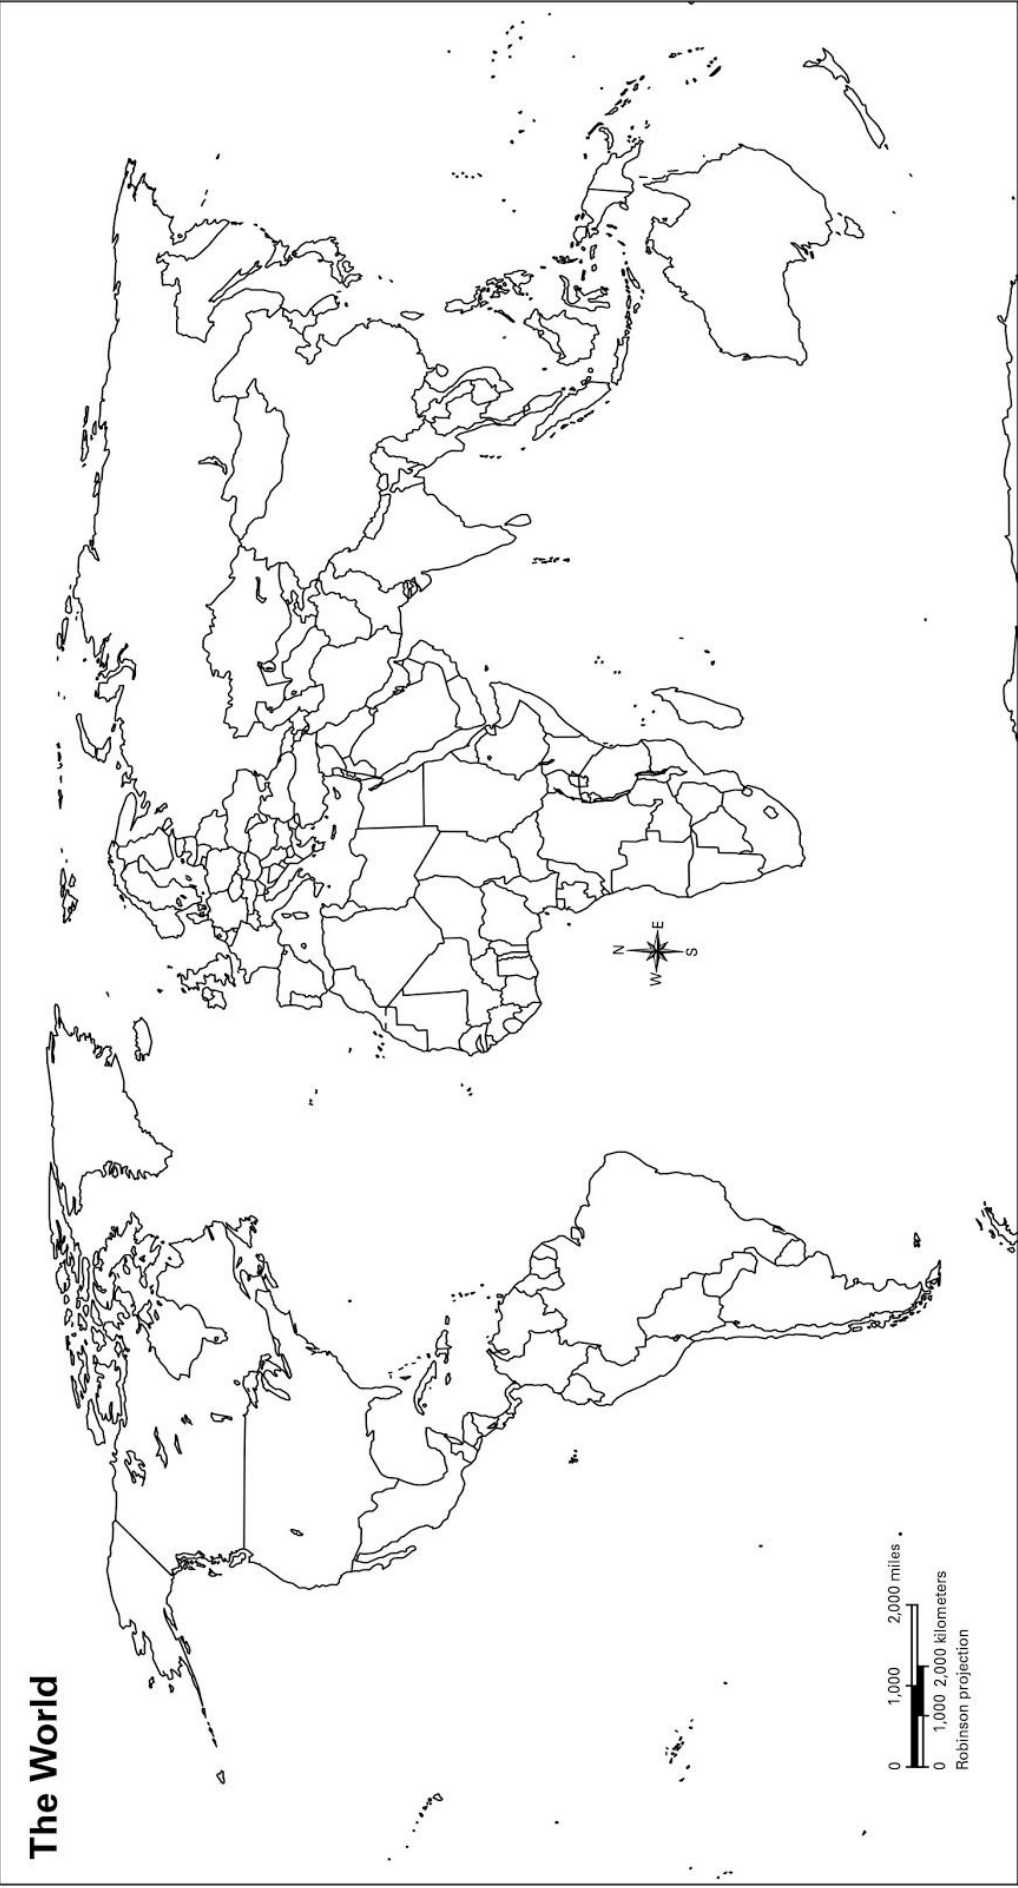 The World
N
W E
S
0 1,000 2,000 miles
0 1,000 2,000 kilometers
Robinson projection